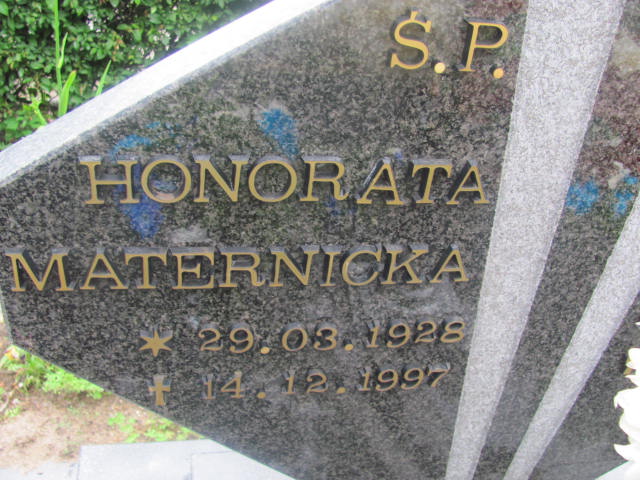 Ś.P.
HONORATA
MATERNICKA
* 29.03.1928
✝ 14.12.1997